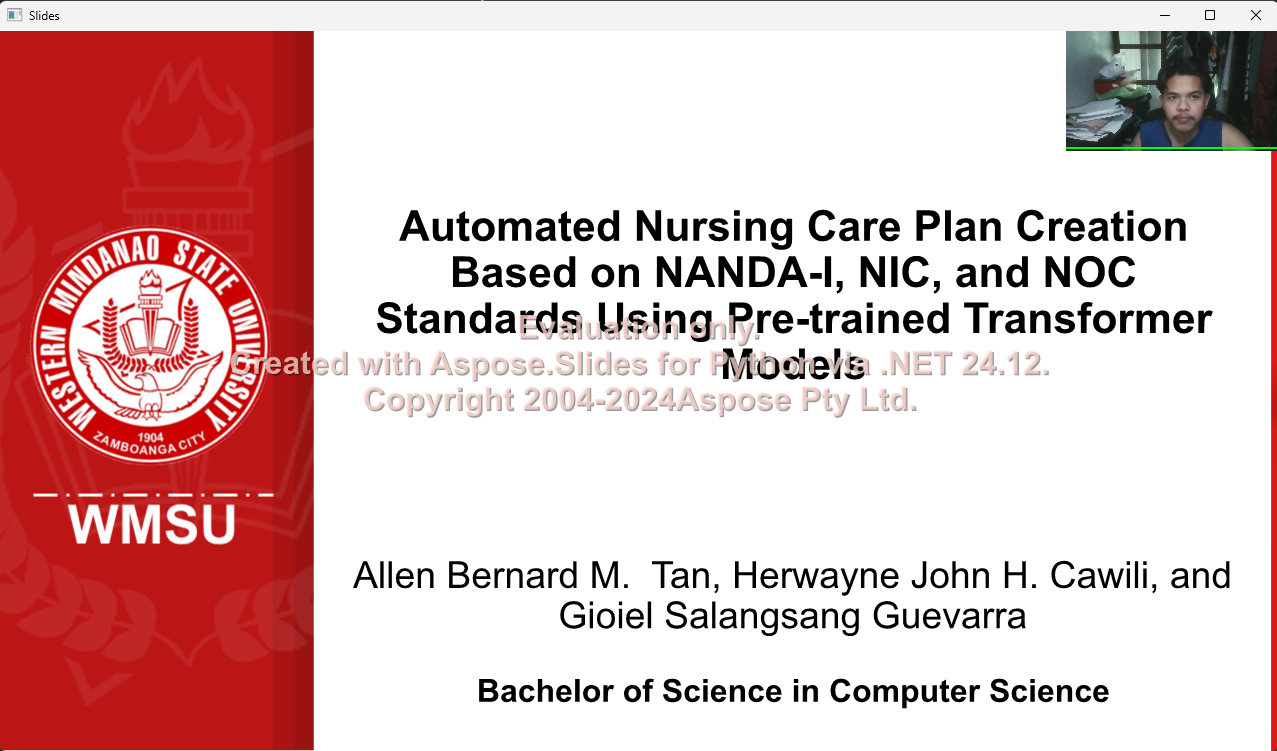 Slides
WESTERN MINDANAO STATE UNIVERSITY
1904
ZAMBOANGA CITY
WMSU
Automated Nursing Care Plan Creation
Based on NANDA-I, NIC, and NOC
Standards Using Pre-trained Transformer
Models
Evaluation only.
Created with Aspose.Slides for Python via .NET 24.12.
Copyright 2004-2024Aspose Pty Ltd.
Allen Bernard M.  Tan, Herwayne John H. Cawili, and
Gioiel Salangsang Guevarra
Bachelor of Science in Computer Science